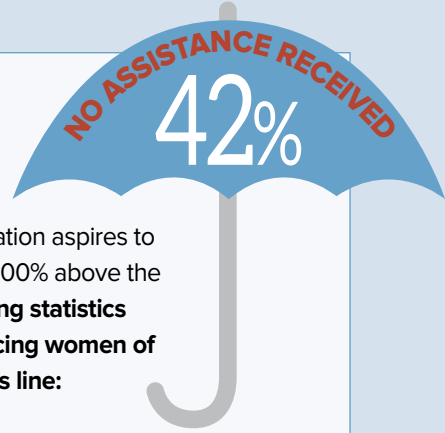 NO ASSISTANCE RECEIVED
42%
ation aspires to
00% above the
ng statistics
cing women of
s line: